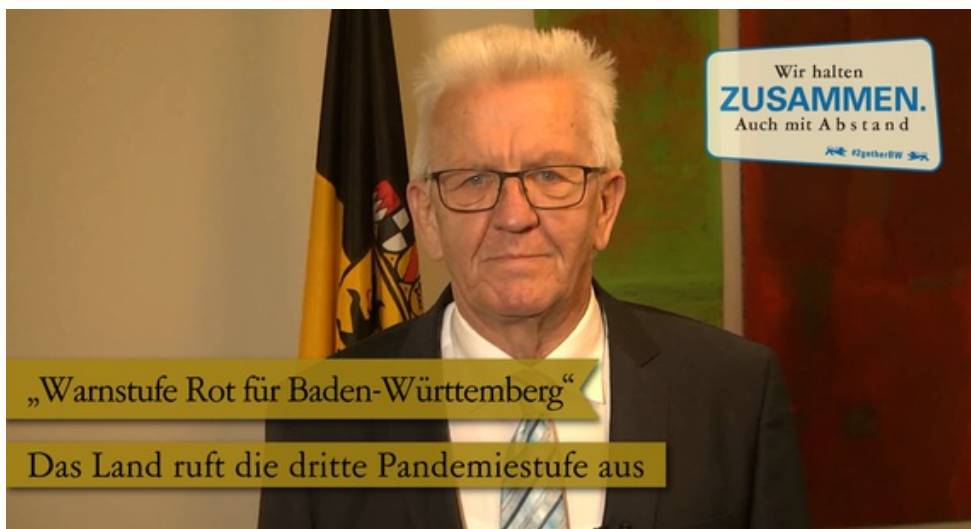 Wir halten
ZUSAMMEN.
Auch mit Abstand
#2getherBW
„Warnstufe Rot für Baden-Württemberg“
Das Land ruft die dritte Pandemiestufe aus